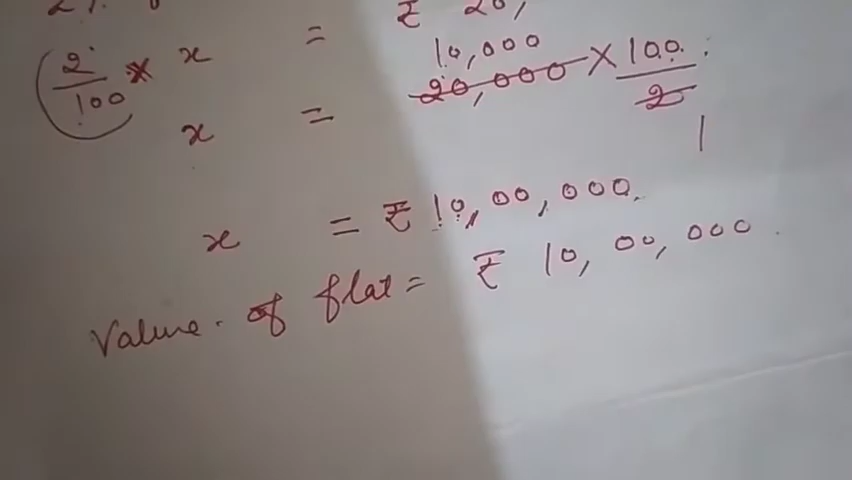 2% 
(2/100) × x = ₹ 20,
10,000
x = 20,000 × 100/2
1
x = ₹ 10,00,000.
Value. of flat = ₹ 10,00,000.